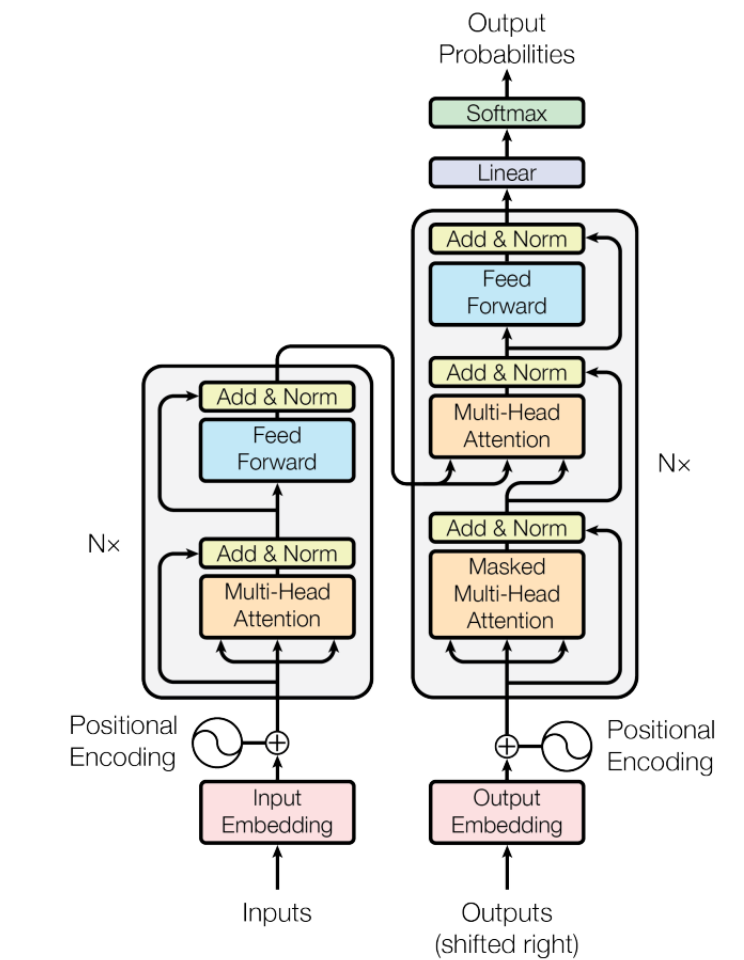 Output
Probabilities
Softmax
Linear
Add & Norm
Feed
Forward
Add & Norm
Multi-Head
Attention
N×
Add & Norm
Masked
Multi-Head
Attention
Add & Norm
Feed
Forward
N×
Add & Norm
Multi-Head
Attention
Positional
Encoding
Positional
Encoding
Input
Embedding
Output
Embedding
Inputs
Outputs
(shifted right)